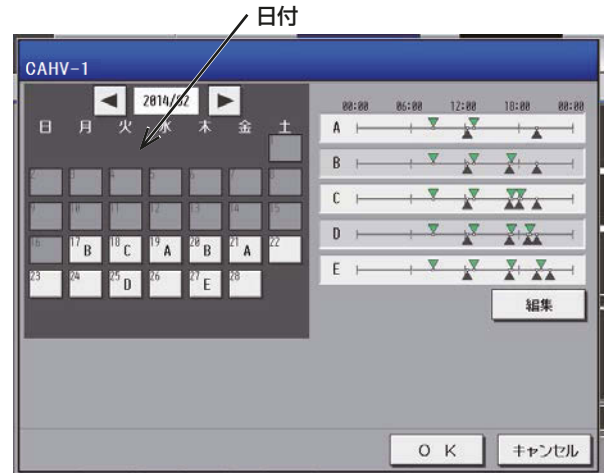 日付
CAHV-1
2014/02
日 月 火 水 木 金 土
1
2 3 4 5 6 7 8
9 10 11 12 13 14 15
16 17 B 18 C 19 A 20 B 21 A 22
23 24 25 D 26 27 E 28
00:00 06:00 12:00 18:00 00:00
A
B
C
D
E
編集
OK キャンセル